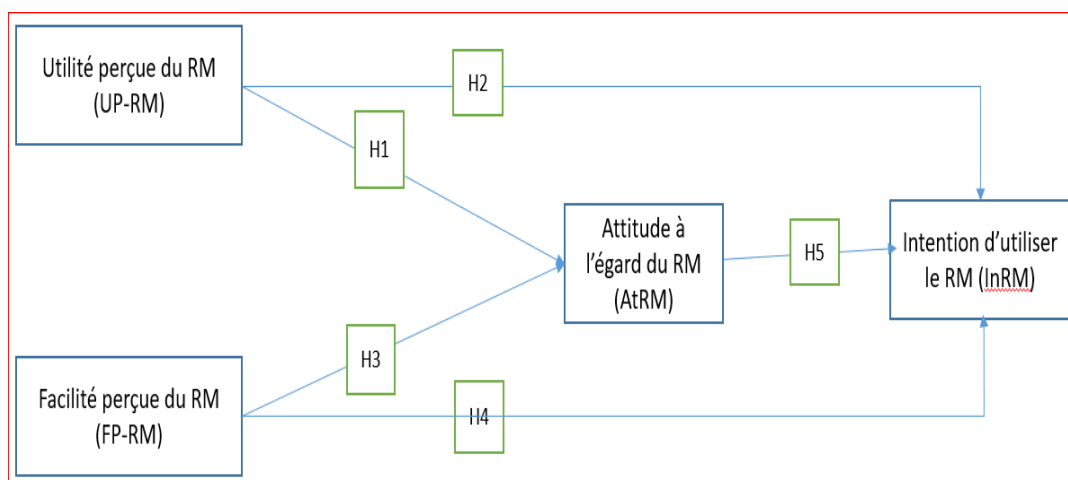 Utilité perçue du RM
(UP-RM)
H2
H1
Attitude à
l’égard du RM
(AtRM)
H5
Intention d’utiliser
le RM (InRM)
H3
Facilité perçue du RM
(FP-RM)
H4